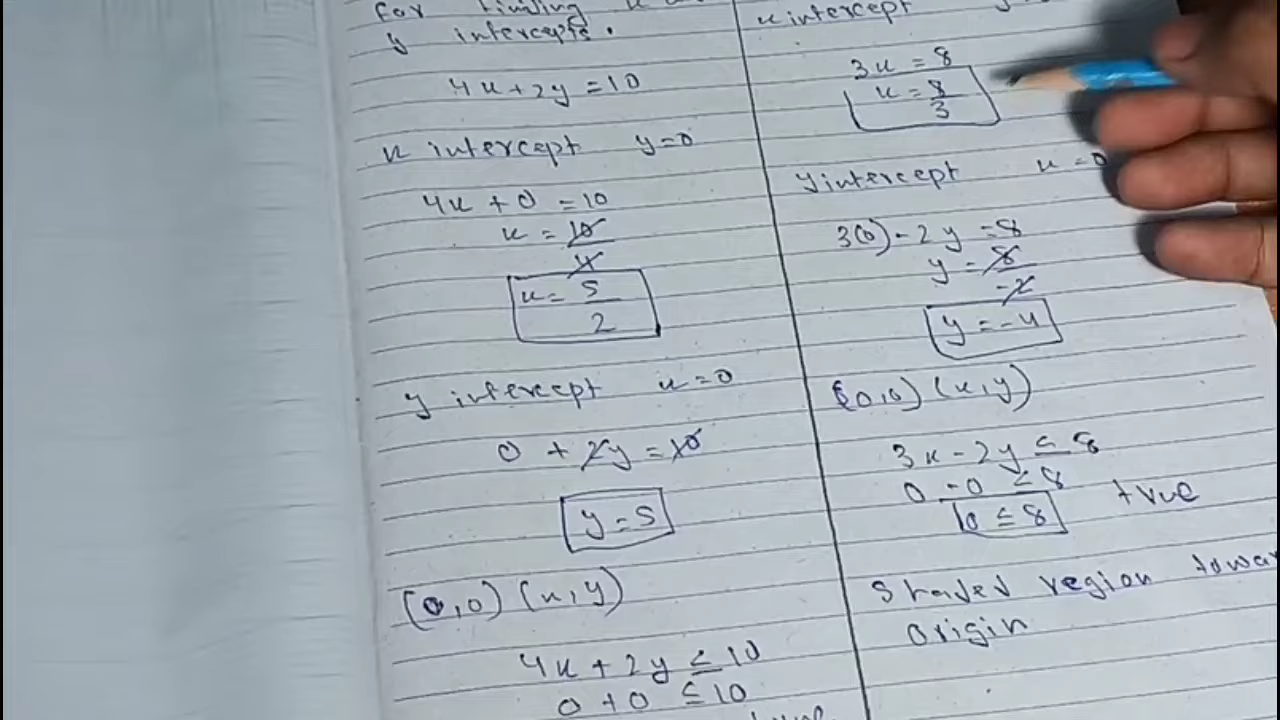 for finding
y intercepts.
4x + 2y = 10
x intercept y = 0
4x + 0 = 10
x = 10/4
x = 5/2
y intercept x = 0
0 + 2y = 10
y = 5
(0,0) (x,y)
4x + 2y ≤ 10
0 + 0 ≤ 10
x intercept
3x = 8
x = 8/3
y intercept x = 0
3(0) - 2y = 8
y = 8/-2
y = -4
(0,0) (x,y)
3x - 2y ≤ 8
0 - 0 ≤ 8
0 ≤ 8 true
Shaded region
origin